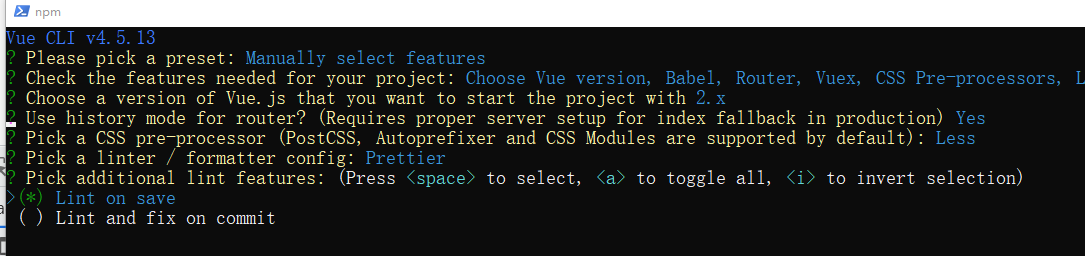 npm
Vue CLI v4.5.13
? Please pick a preset: Manually select features
? Check the features needed for your project: Choose Vue version, Babel, Router, Vuex, CSS Pre-processors, L
? Choose a version of Vue.js that you want to start the project with 2.x
? Use history mode for router? (Requires proper server setup for index fallback in production) Yes
? Pick a CSS pre-processor (PostCSS, Autoprefixer and CSS Modules are supported by default): Less
? Pick a linter / formatter config: Prettier
? Pick additional lint features: (Press <space> to select, <a> to toggle all, <i> to invert selection)
>(*) Lint on save
( ) Lint and fix on commit